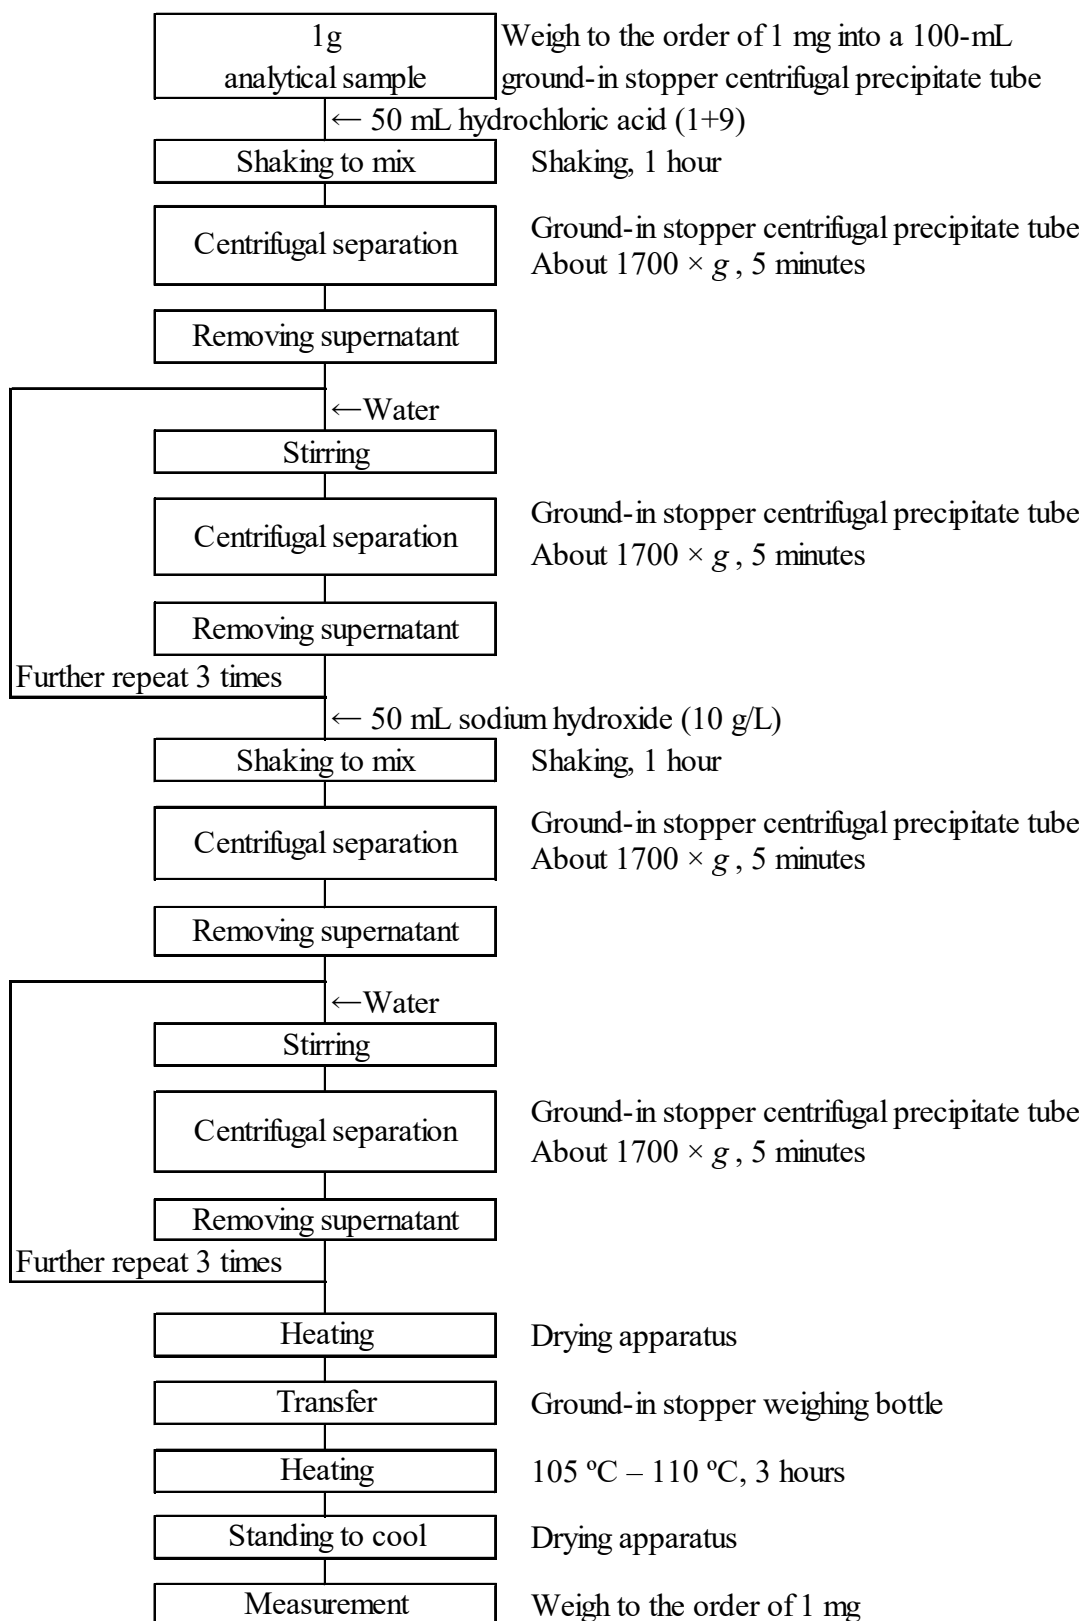 1g
analytical sample
Weigh to the order of 1 mg into a 100-mL
ground-in stopper centrifugal precipitate tube
← 50 mL hydrochloric acid (1+9)
Shaking to mix
Shaking, 1 hour
Centrifugal separation
Ground-in stopper centrifugal precipitate tube
About 1700 × g , 5 minutes
Removing supernatant
←Water
Stirring
Centrifugal separation
Ground-in stopper centrifugal precipitate tube
About 1700 × g , 5 minutes
Removing supernatant
Further repeat 3 times
← 50 mL sodium hydroxide (10 g/L)
Shaking to mix
Shaking, 1 hour
Centrifugal separation
Ground-in stopper centrifugal precipitate tube
About 1700 × g , 5 minutes
Removing supernatant
←Water
Stirring
Centrifugal separation
Ground-in stopper centrifugal precipitate tube
About 1700 × g , 5 minutes
Removing supernatant
Further repeat 3 times
Heating
Drying apparatus
Transfer
Ground-in stopper weighing bottle
Heating
105 ºC – 110 ºC, 3 hours
Standing to cool
Drying apparatus
Measurement
Weigh to the order of 1 mg